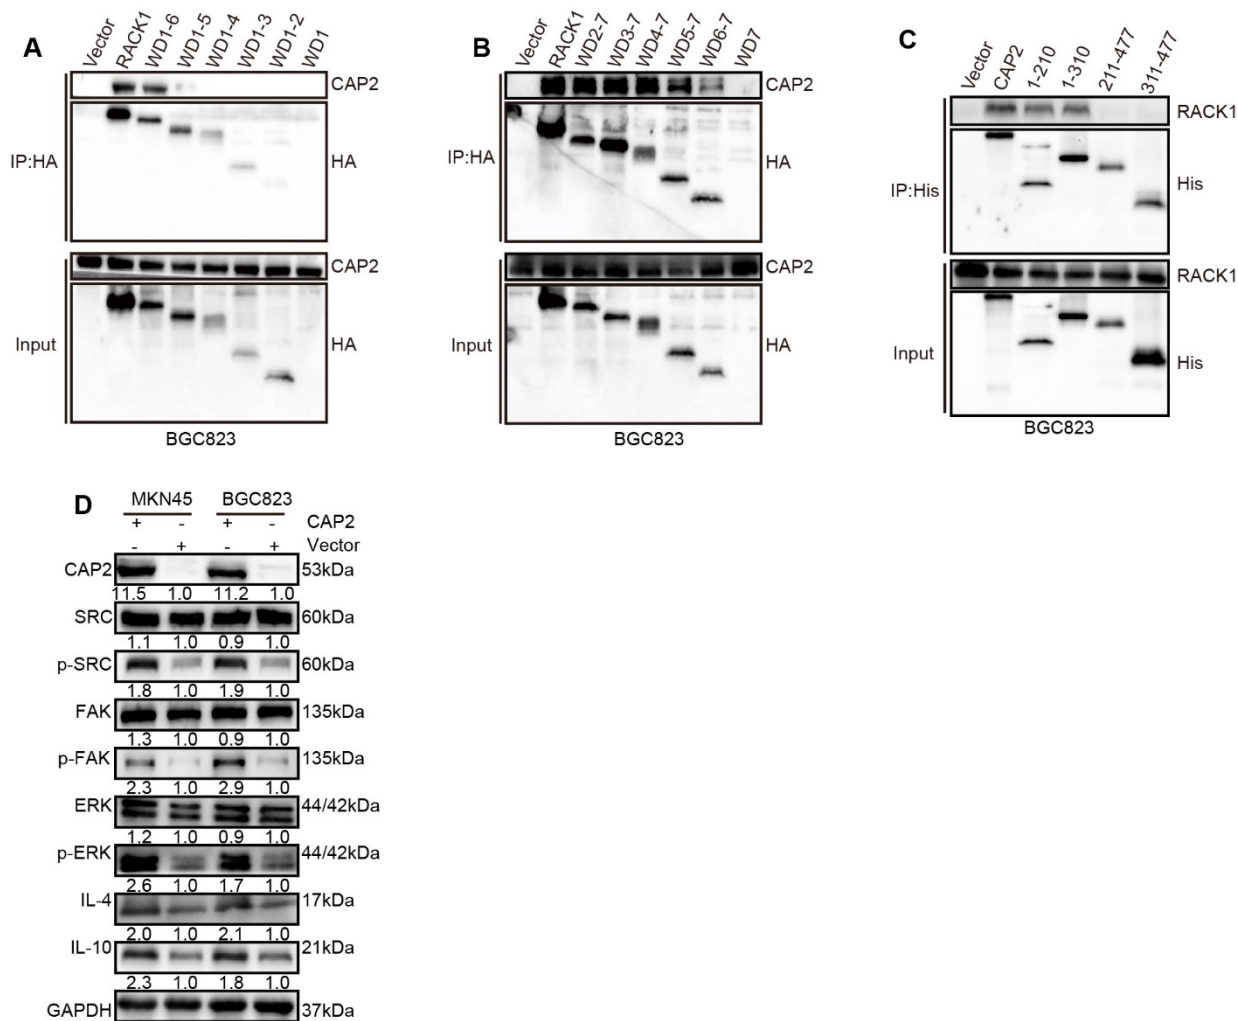 A
Vector
RACK1
WD1-6
WD1-5
WD1-4
WD1-3
WD1-2
WD1
CAP2
IP:HA
HA
CAP2
Input
HA
BGC823
B
Vector
RACK1
WD2-7
WD3-7
WD4-7
WD5-7
WD6-7
WD7
CAP2
IP:HA
HA
CAP2
Input
HA
BGC823
C
Vector
CAP2
1-210
1-310
211-477
311-477
RACK1
IP:His
His
RACK1
Input
His
BGC823
D
MKN45 BGC823
+ - + - CAP2
- + - + Vector
CAP2 53kDa
11.5 1.0 11.2 1.0
SRC 60kDa
1.1 1.0 0.9 1.0
p-SRC 60kDa
1.8 1.0 1.9 1.0
FAK 135kDa
1.3 1.0 0.9 1.0
p-FAK 135kDa
2.3 1.0 2.9 1.0
ERK 44/42kDa
1.2 1.0 0.9 1.0
p-ERK 44/42kDa
2.6 1.0 1.7 1.0
IL-4 17kDa
2.0 1.0 2.1 1.0
IL-10 21kDa
2.3 1.0 1.8 1.0
GAPDH 37kDa